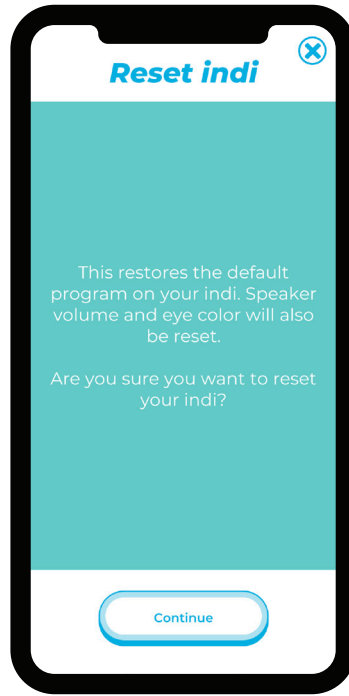 Reset indi
This restores the default
program on your indi. Speaker
volume and eye color will also
be reset.
Are you sure you want to reset
your indi?
Continue